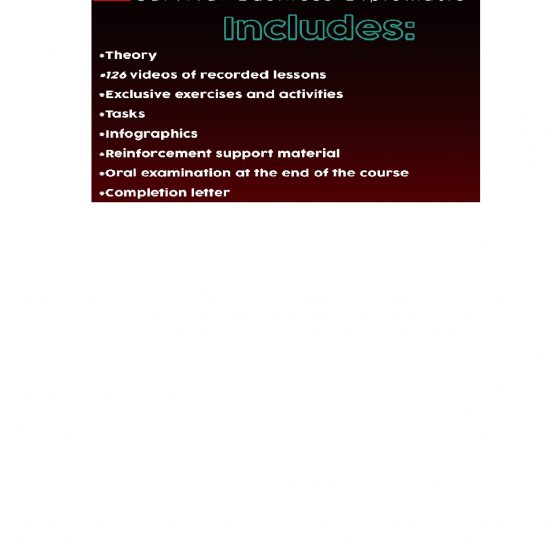 Includes:
•Theory
•126 videos of recorded lessons
•Exclusive exercises and activities
•Tasks
•Infographics
•Reinforcement support material
•Oral examination at the end of the course
•Completion letter